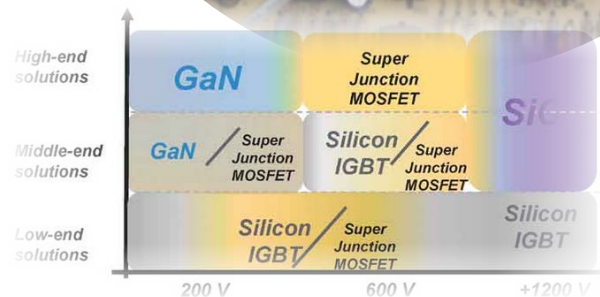 High-end
solutions
GaN
Super
Junction
MOSFET
SiC
Middle-end
solutions
GaN
Super
Junction
MOSFET
Silicon
IGBT
Super
Junction
MOSFET
Low-end
solutions
Silicon
IGBT
Super
Junction
MOSFET
Silicon
IGBT
200 V
600 V
+1200 V